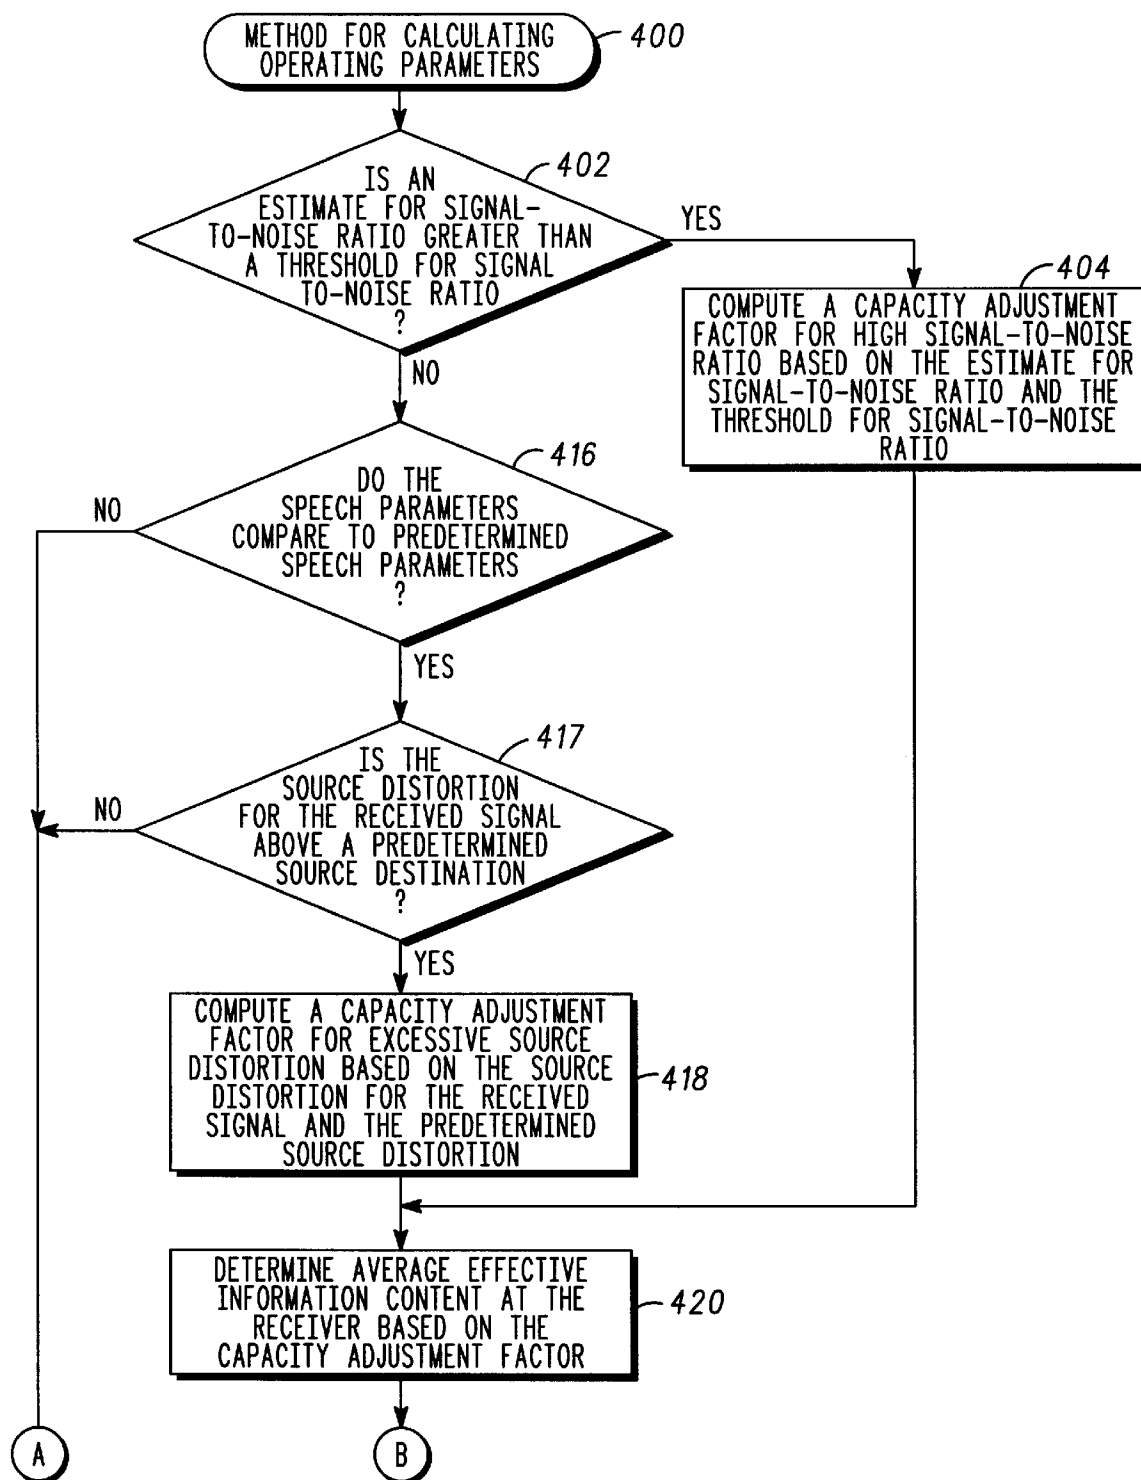 METHOD FOR CALCULATING
OPERATING PARAMETERS
400
402
IS AN
ESTIMATE FOR SIGNAL-
TO-NOISE RATIO GREATER THAN
A THRESHOLD FOR SIGNAL
TO-NOISE RATIO
?
YES
NO
404
COMPUTE A CAPACITY ADJUSTMENT
FACTOR FOR HIGH SIGNAL-TO-NOISE
RATIO BASED ON THE ESTIMATE FOR
SIGNAL-TO-NOISE RATIO AND THE
THRESHOLD FOR SIGNAL-TO-NOISE
RATIO
416
DO THE
SPEECH PARAMETERS
COMPARE TO PREDETERMINED
SPEECH PARAMETERS
?
NO
YES
417
IS THE
SOURCE DISTORTION
FOR THE RECEIVED SIGNAL
ABOVE A PREDETERMINED
SOURCE DESTINATION
?
NO
YES
COMPUTE A CAPACITY ADJUSTMENT
FACTOR FOR EXCESSIVE SOURCE
DISTORTION BASED ON THE SOURCE
DISTORTION FOR THE RECEIVED
SIGNAL AND THE PREDETERMINED
SOURCE DISTORTION
418
DETERMINE AVERAGE EFFECTIVE
INFORMATION CONTENT AT THE
RECEIVER BASED ON THE
CAPACITY ADJUSTMENT FACTOR
420
A
B